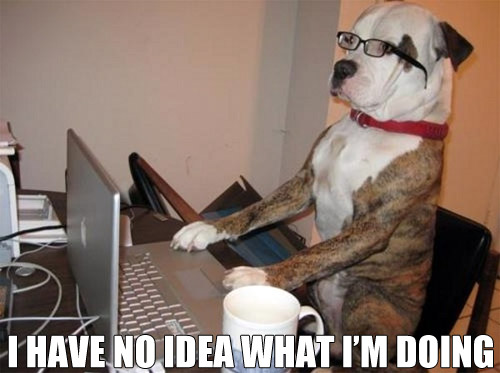 I HAVE NO IDEA WHAT I'M DOING